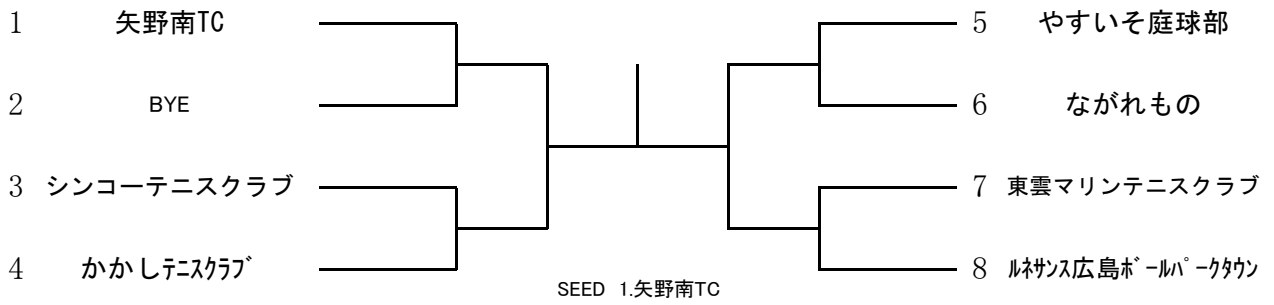 1 矢野南TC
2 BYE
3 シンコーテニスクラブ
4 かかしﾃﾆｽｸﾗﾌﾞ
5 やすいそ庭球部
6 ながれもの
7 東雲マリンテニスクラブ
8 ﾙﾈｻﾝｽ広島ﾎﾞｰﾙﾊﾟｰｸﾀｳﾝ
SEED 1.矢野南TC